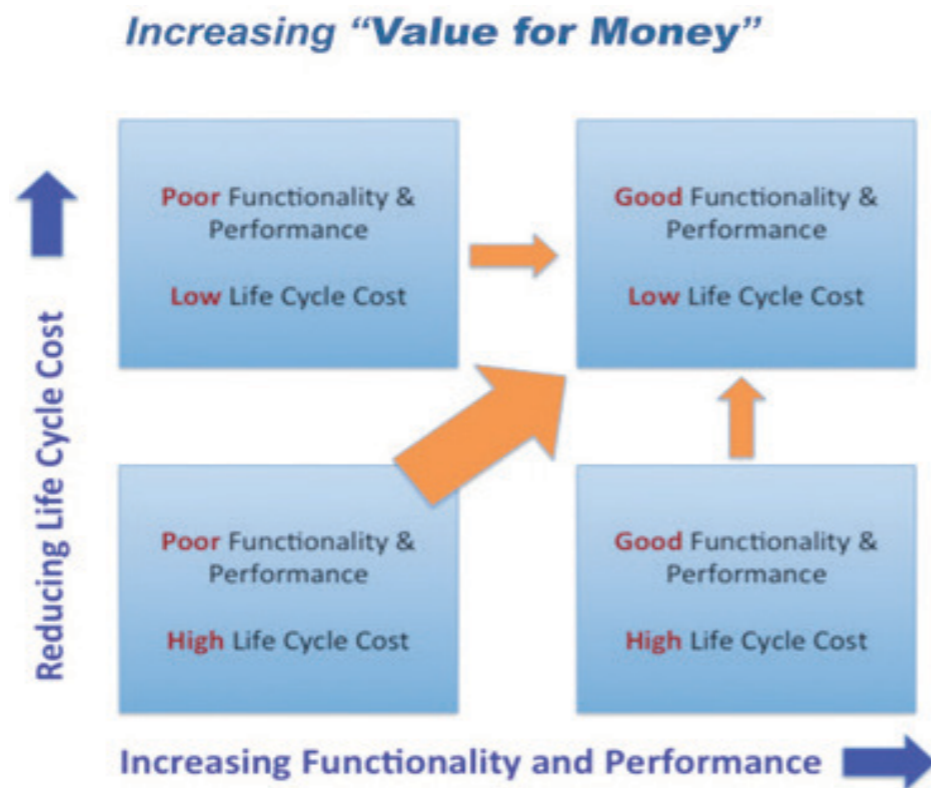 Increasing “Value for Money”
Poor Functionality &
Performance
Low Life Cycle Cost
Good Functionality &
Performance
Low Life Cycle Cost
Reducing Life Cycle Cost
Poor Functionality &
Performance
High Life Cycle Cost
Good Functionality &
Performance
High Life Cycle Cost
Increasing Functionality and Performance